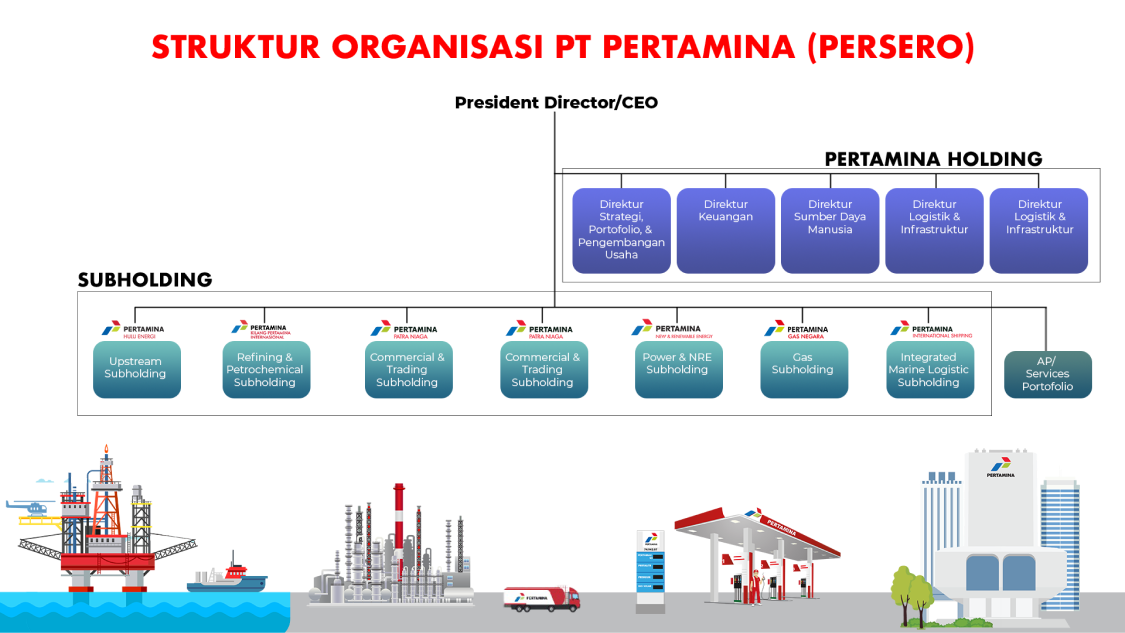 STRUKTUR ORGANISASI PT PERTAMINA (PERSERO)
President Director/CEO
PERTAMINA HOLDING
Direktur
Strategi,
Portofolio, &
Pengembangan
Usaha
Direktur
Keuangan
Direktur
Sumber Daya
Manusia
Direktur
Logistik &
Infrastruktur
Direktur
Logistik &
Infrastruktur
SUBHOLDING
PERTAMINA
HULU ENERGI
Upstream
Subholding
PERTAMINA
KILANG PERTAMINA
INTERNASIONAL
Refining &
Petrochemical
Subholding
PERTAMINA
PATRA NIAGA
Commercial &
Trading
Subholding
PERTAMINA
PATRA NIAGA
Commercial &
Trading
Subholding
PERTAMINA
NEW & RENEWABLE ENERGY
Power & NRE
Subholding
PERTAMINA
GAS NEGARA
Gas
Subholding
PERTAMINA
INTERNATIONAL SHIPPING
Integrated
Marine Logistic
Subholding
AP/
Services
Portofolio
PERTAMINA
PERTAMINA
PERTAMINA